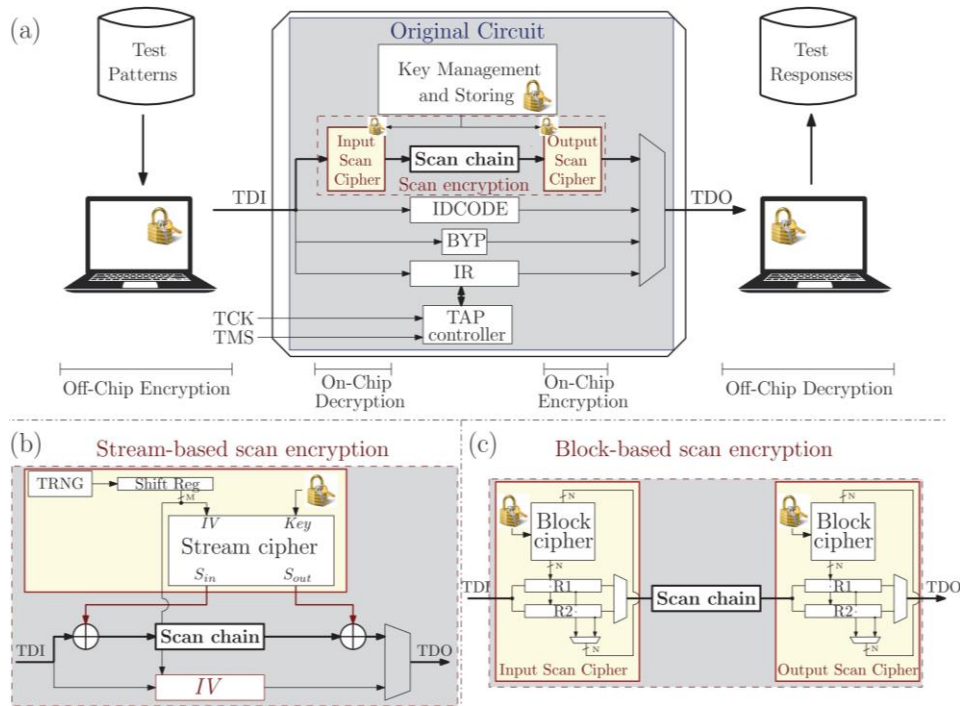 (a)
Test
Patterns
Original Circuit
Key Management
and Storing
Test
Responses
Input
Scan
Cipher
Scan chain
Output
Scan
Cipher
Scan encryption
TDI
TDO
IDCODE
BYP
IR
TCK
TMS
TAP
controller
Off-Chip Encryption
On-Chip
Decryption
On-Chip
Encryption
Off-Chip Decryption
(b)
Stream-based scan encryption
TRNG
Shift Reg
M
IV
Key
Stream cipher
Sin
Sout
TDI
Scan chain
TDO
IV
(c)
Block-based scan encryption
N
Block
cipher
N
TDI
R1
R2
N
Input Scan Cipher
Scan chain
N
Block
cipher
N
R1
R2
N
TDO
Output Scan Cipher